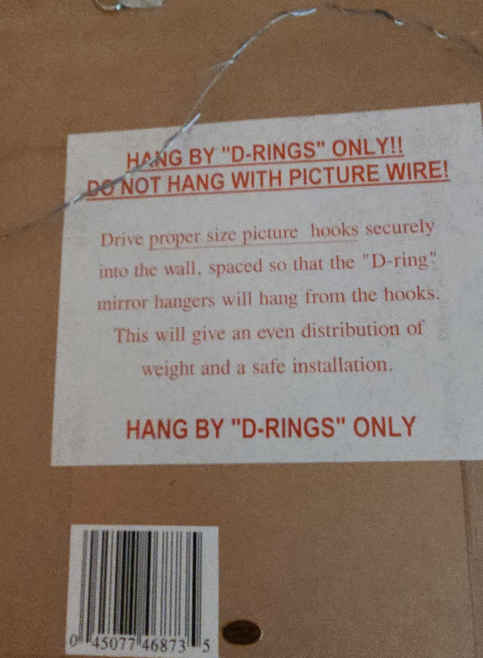 HANG BY "D-RINGS" ONLY!!
DO NOT HANG WITH PICTURE WIRE!
Drive proper size picture hooks securely
into the wall, spaced so that the "D-ring"
mirror hangers will hang from the hooks.
This will give an even distribution of
weight and a safe installation.
HANG BY "D-RINGS" ONLY
0 45077 46873 5